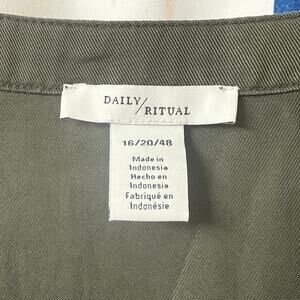 DAILY/
RITUAL
16/20/48
Made in
Indonesia
Hecho en
Indonesia
Fabriqué en
Indonésie